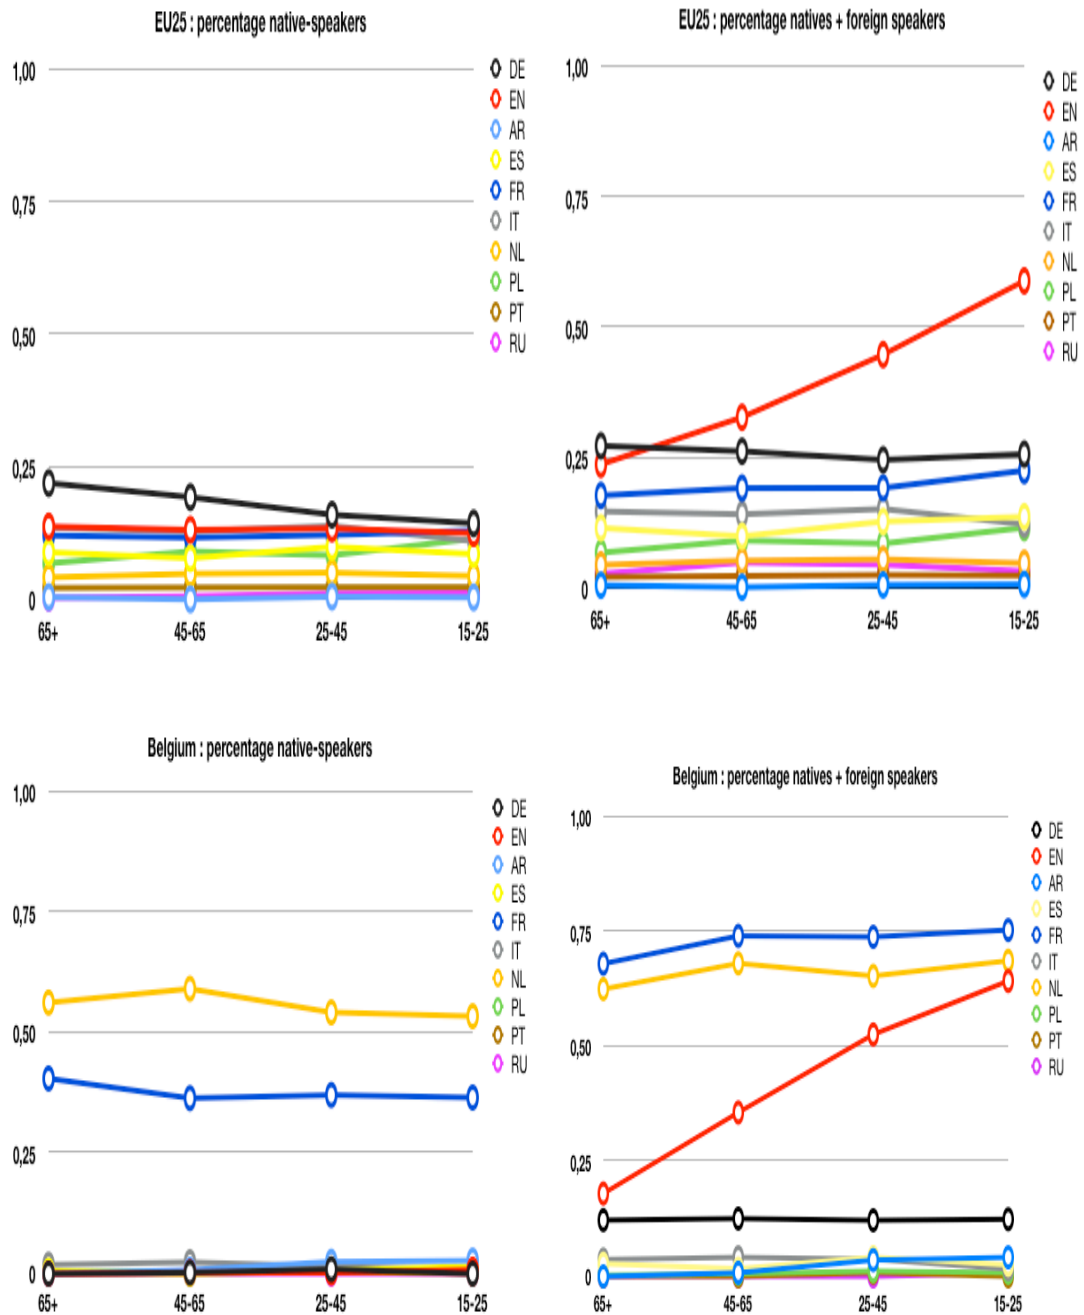 EU25 : percentage native-speakers
1,00
0,75
0,50
0,25
0
65+ 45-65 25-45 15-25
DE
EN
AR
ES
FR
IT
NL
PL
PT
RU
EU25 : percentage natives + foreign speakers
1,00
0,75
0,50
0,25
0
65+ 45-65 25-45 15-25
DE
EN
AR
ES
FR
IT
NL
PL
PT
RU
Belgium : percentage native-speakers
1,00
0,75
0,50
0,25
0
65+ 45-65 25-45 15-25
DE
EN
AR
ES
FR
IT
NL
PL
PT
RU
Belgium : percentage natives + foreign speakers
1,00
0,75
0,50
0,25
0
65+ 45-65 25-45 15-25
DE
EN
AR
ES
FR
IT
NL
PL
PT
RU